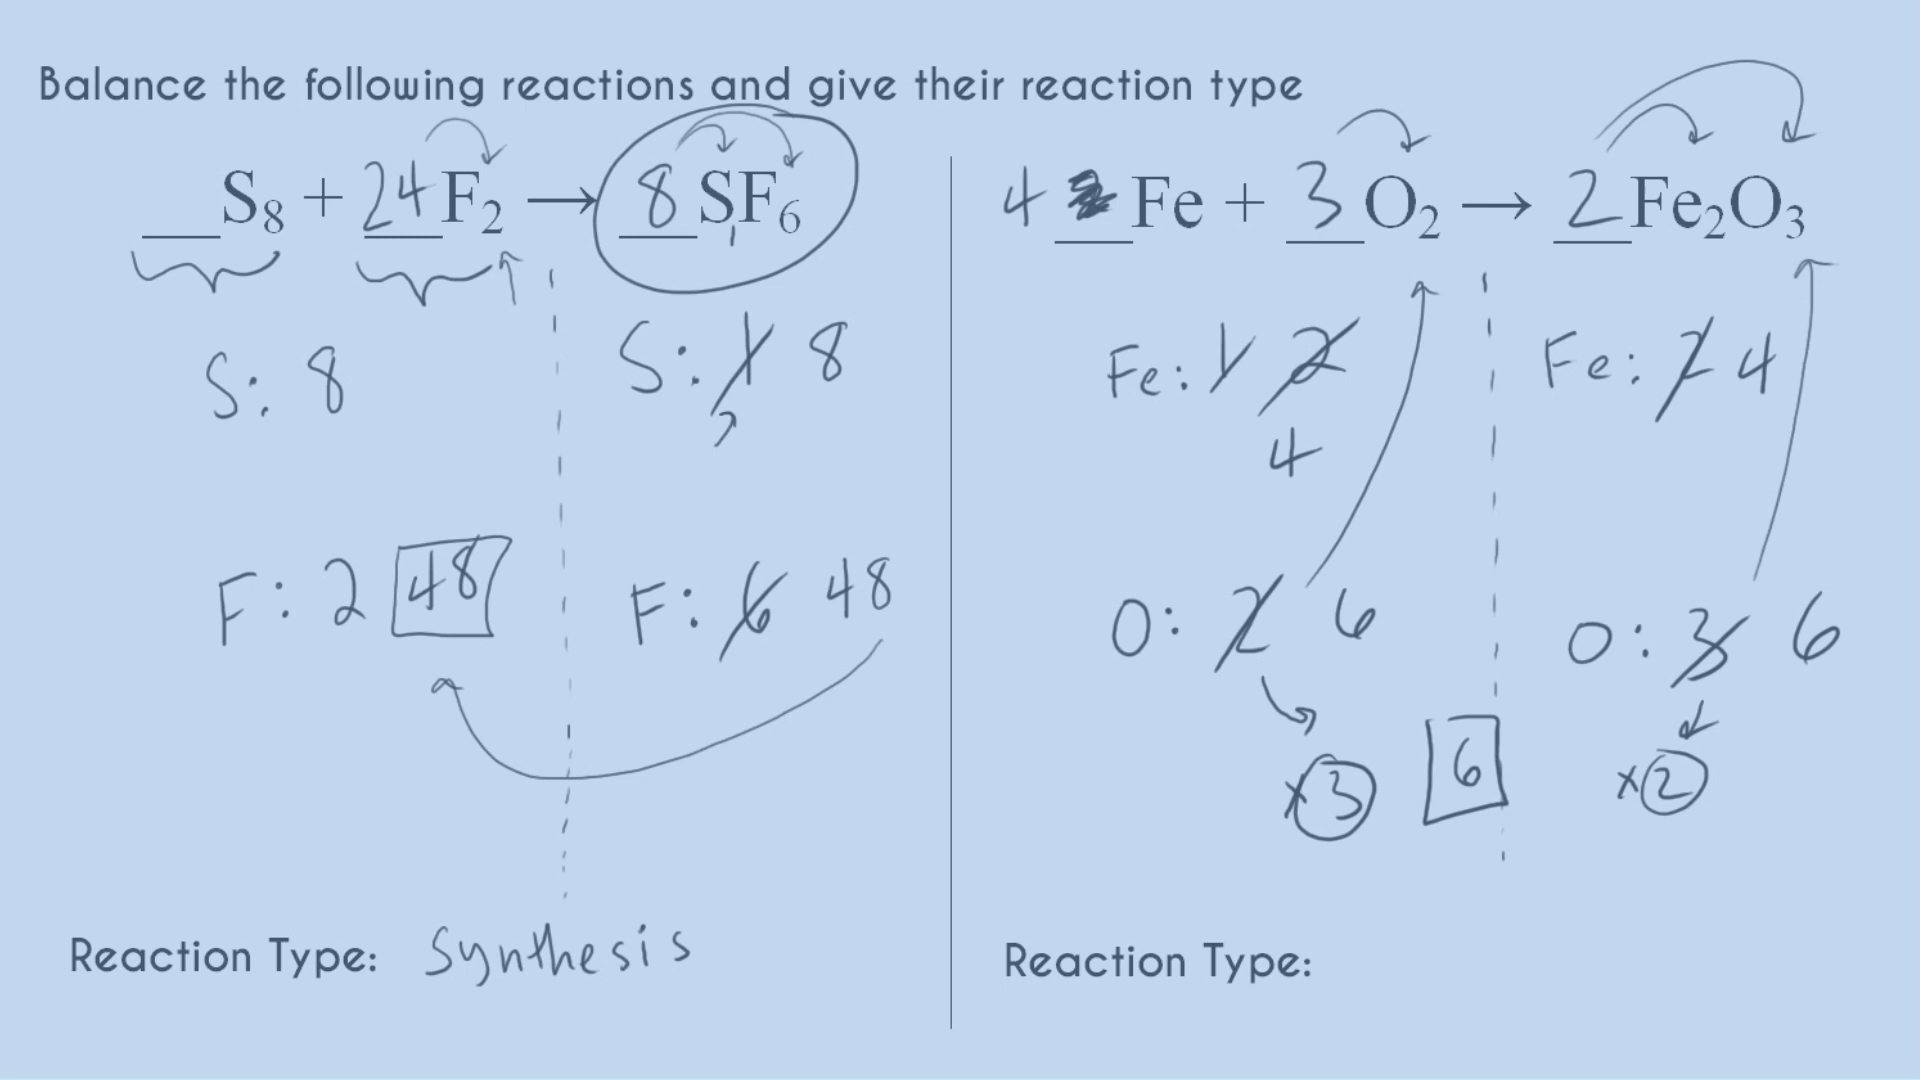 Balance the following reactions and give their reaction type
S8 + 24 F2 → 8 SF6
S: 8
S: 1 8
F: 2 48
F: 6 48
Reaction Type: Synthesis
4 Fe + 3 O2 → 2 Fe2O3
Fe: 1 2
4
Fe: 2 4
O: 2 6
O: 3 6
x3
6
x2
Reaction Type: